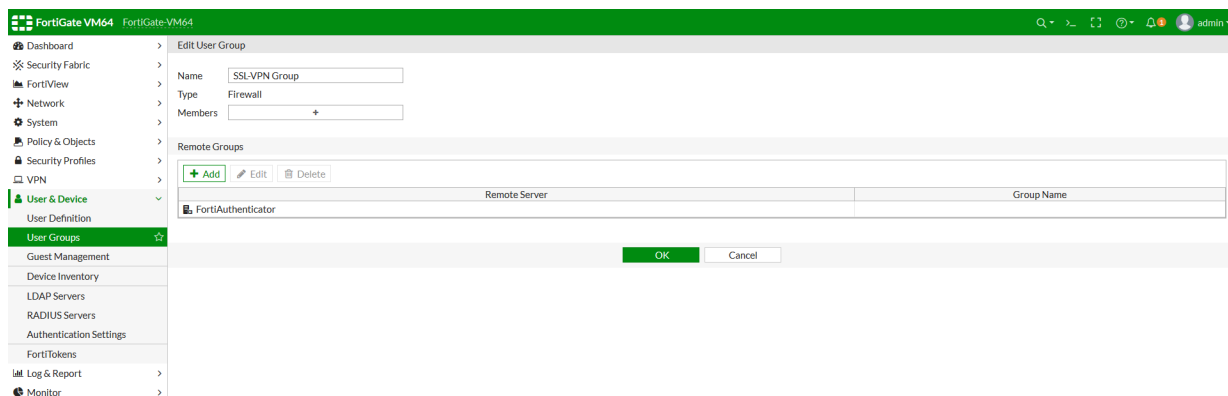 FortiGate VM64 FortiGate-VM64
admin
Dashboard
Security Fabric
FortiView
Network
System
Policy & Objects
Security Profiles
VPN
User & Device
User Definition
User Groups
Guest Management
Device Inventory
LDAP Servers
RADIUS Servers
Authentication Settings
FortiTokens
Log & Report
Monitor
Edit User Group
Name SSL-VPN Group
Type Firewall
Members +
Remote Groups
+ Add Edit Delete
Remote Server Group Name
FortiAuthenticator
OK Cancel